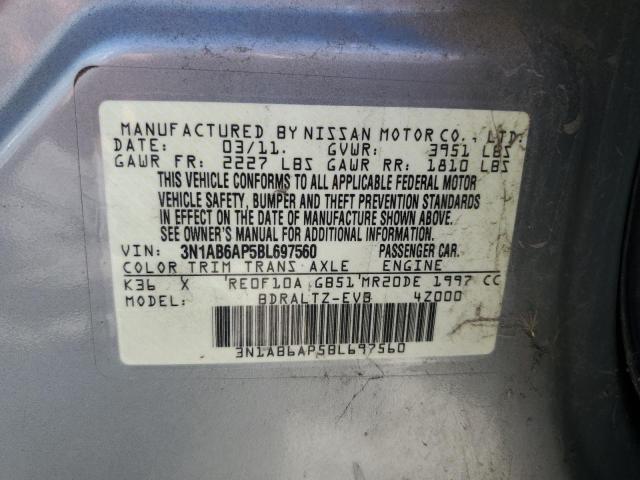 MANUFACTURED BY NISSAN MOTOR CO., LTD.
DATE: 03/11. GVWR: 3951 LBS
GAWR FR: 2227 LBS GAWR RR: 1810 LBS
THIS VEHICLE CONFORMS TO ALL APPLICABLE FEDERAL MOTOR
VEHICLE SAFETY, BUMPER AND THEFT PREVENTION STANDARDS
IN EFFECT ON THE DATE OF MANUFACTURE SHOWN ABOVE.
SEE OWNER'S MANUAL FOR ADDITIONAL INFORMATION.
VIN: 3N1AB6AP5BL697560 PASSENGER CAR.
COLOR TRIM TRANS AXLE ENGINE
K36 X RE0F10A GB51 MR20DE 1997 CC
MODEL: BDRALTZ-EVB 4Z000
3N1AB6AP5BL697560